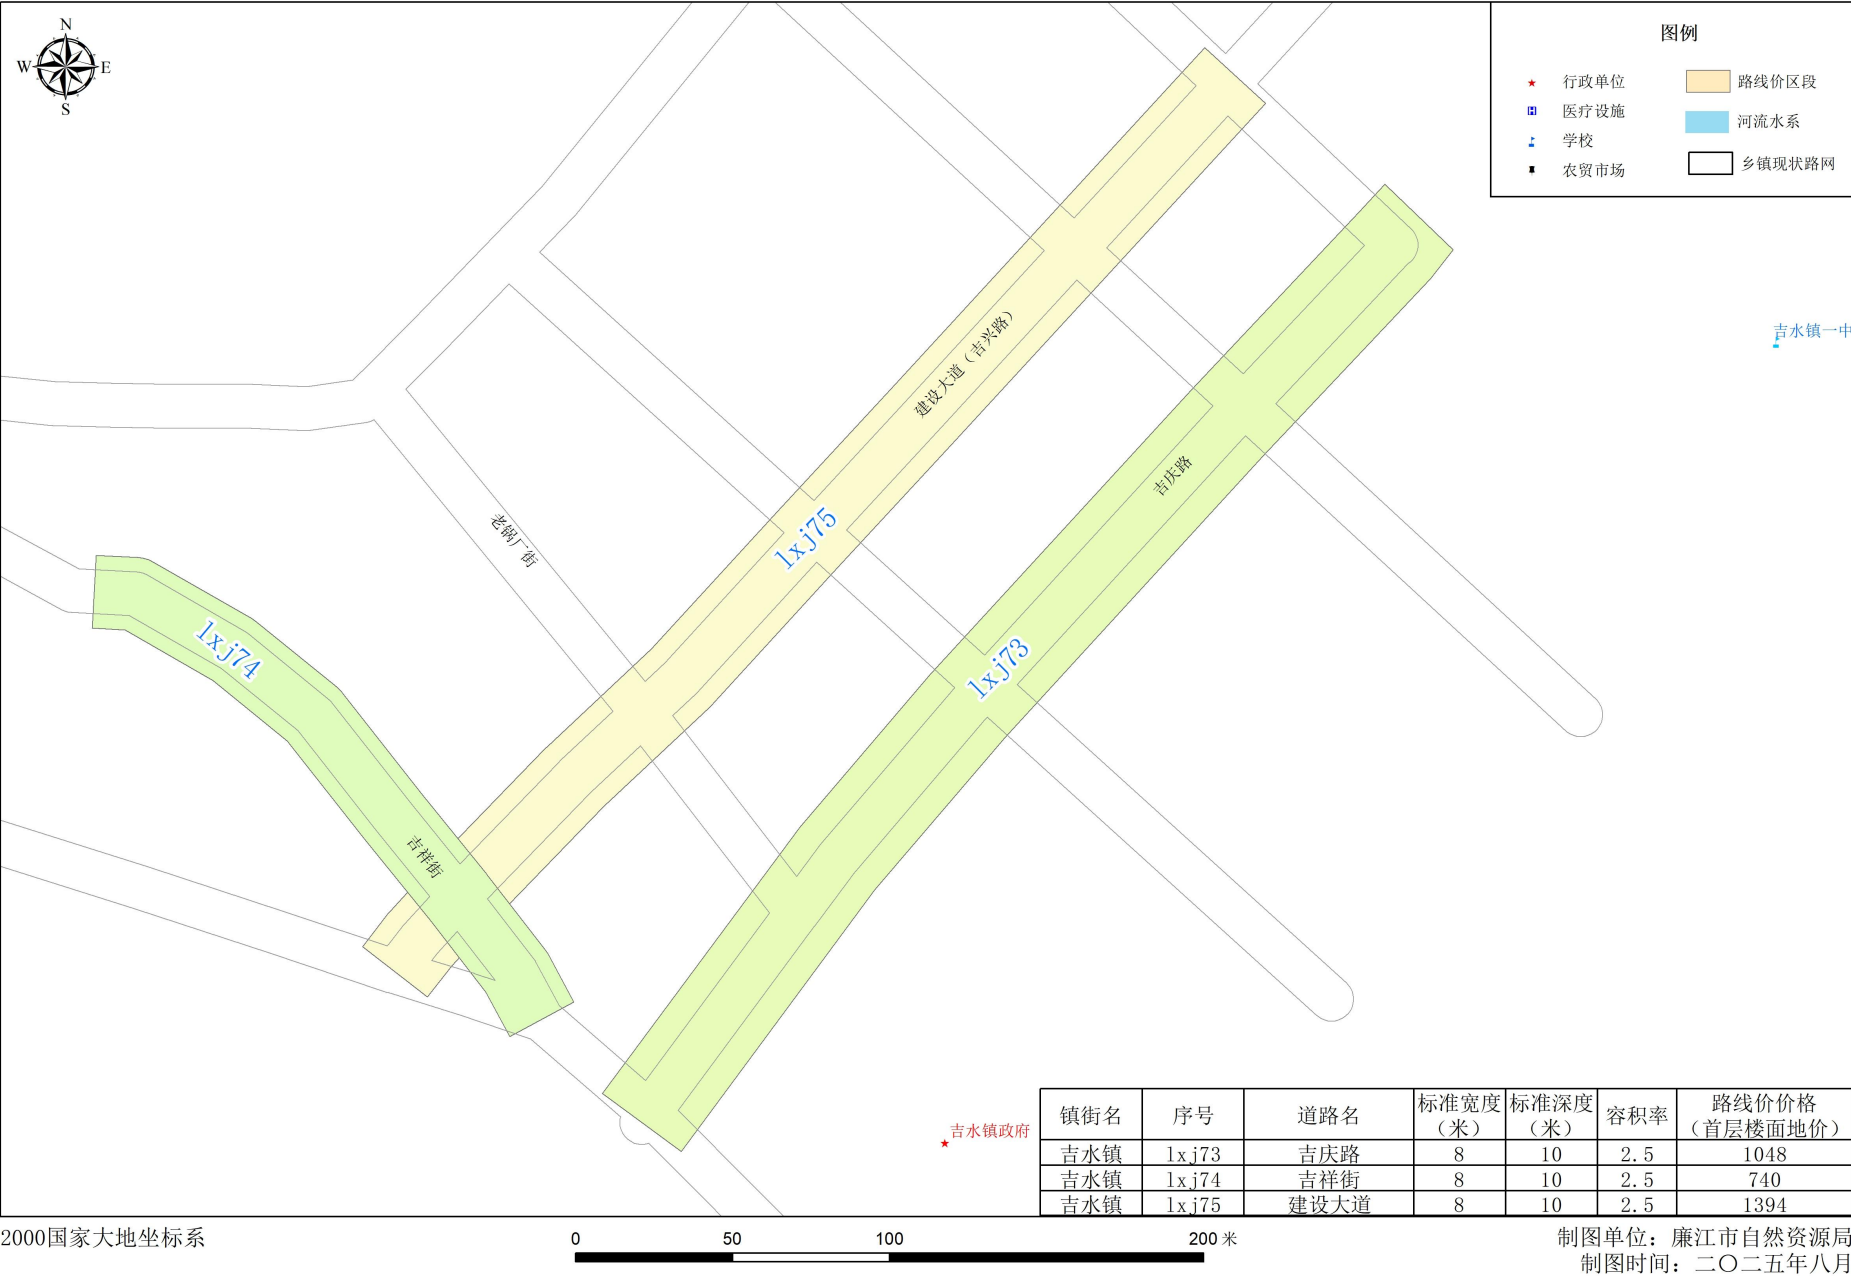 N
W E
S
图例
行政单位 路线价区段
医疗设施 河流水系
学校
农贸市场 乡镇现状路网
吉水镇一中
建设大道（吉兴路）
吉庆路
老锅厂街
lxj75
lxj74
lxj73
吉祥街
吉水镇政府
镇街名 序号 道路名 标准宽度（米） 标准深度（米） 容积率 路线价价格（首层楼面地价）
吉水镇 lxj73 吉庆路 8 10 2.5 1048
吉水镇 lxj74 吉祥街 8 10 2.5 740
吉水镇 lxj75 建设大道 8 10 2.5 1394
2000国家大地坐标系
0 50 100 200 米
制图单位：廉江市自然资源局
制图时间：二〇二五年八月